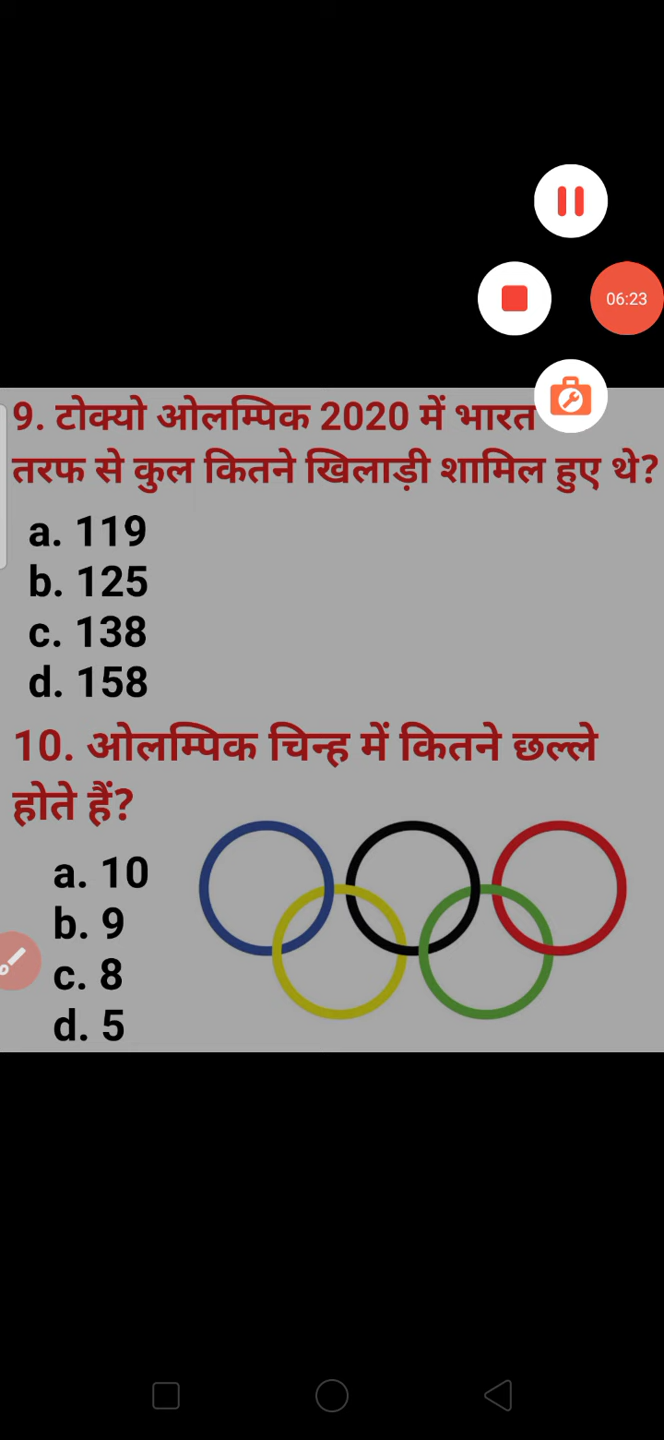 06:23
9. टोक्यो ओलम्पिक 2020 में भारत
तरफ से कुल कितने खिलाड़ी शामिल हुए थे?
a. 119
b. 125
c. 138
d. 158
10. ओलम्पिक चिन्ह में कितने छल्ले
होते हैं?
a. 10
b. 9
c. 8
d. 5